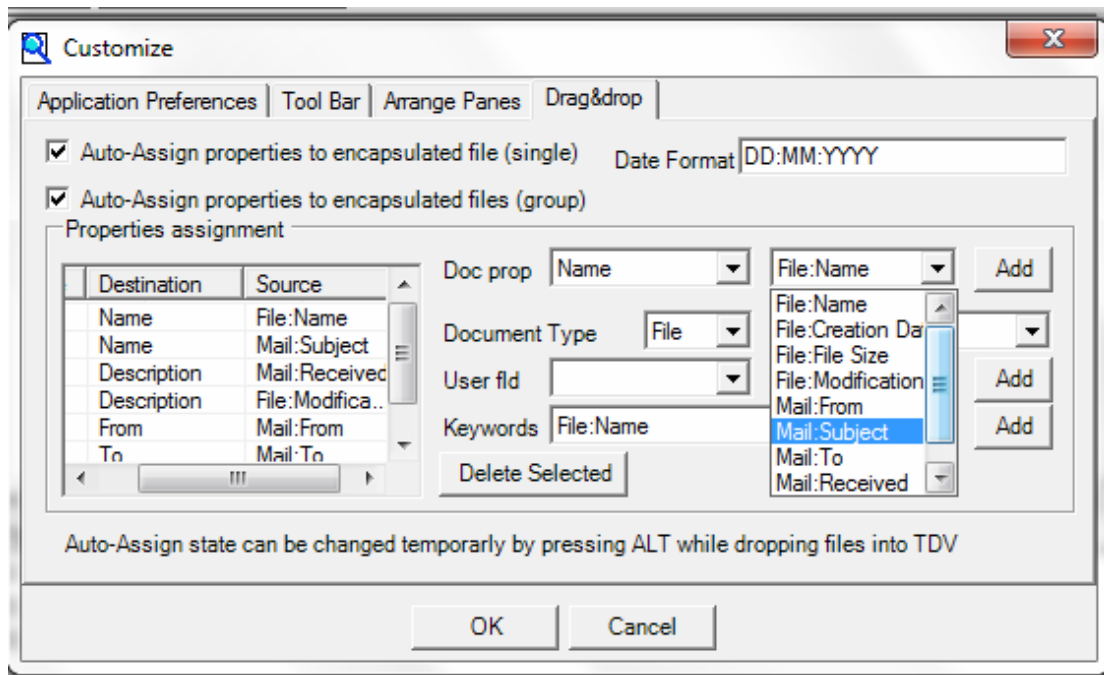 Customize
Application Preferences Tool Bar Arrange Panes Drag&drop
Auto-Assign properties to encapsulated file (single) Date Format DD:MM:YYYY
Auto-Assign properties to encapsulated files (group)
Properties assignment
Destination Source
Name File:Name
Name Mail:Subject
Description Mail:Received
Description File:Modifica..
From Mail:From
To Mail:To
Doc prop Name File:Name Add
Document Type File
User fld Add
Keywords File:Name Add
Delete Selected
File:Name
File:Creation Da
File:File Size
File:Modification
Mail:From
Mail:Subject
Mail:To
Mail:Received
Auto-Assign state can be changed temporarly by pressing ALT while dropping files into TDV
OK Cancel